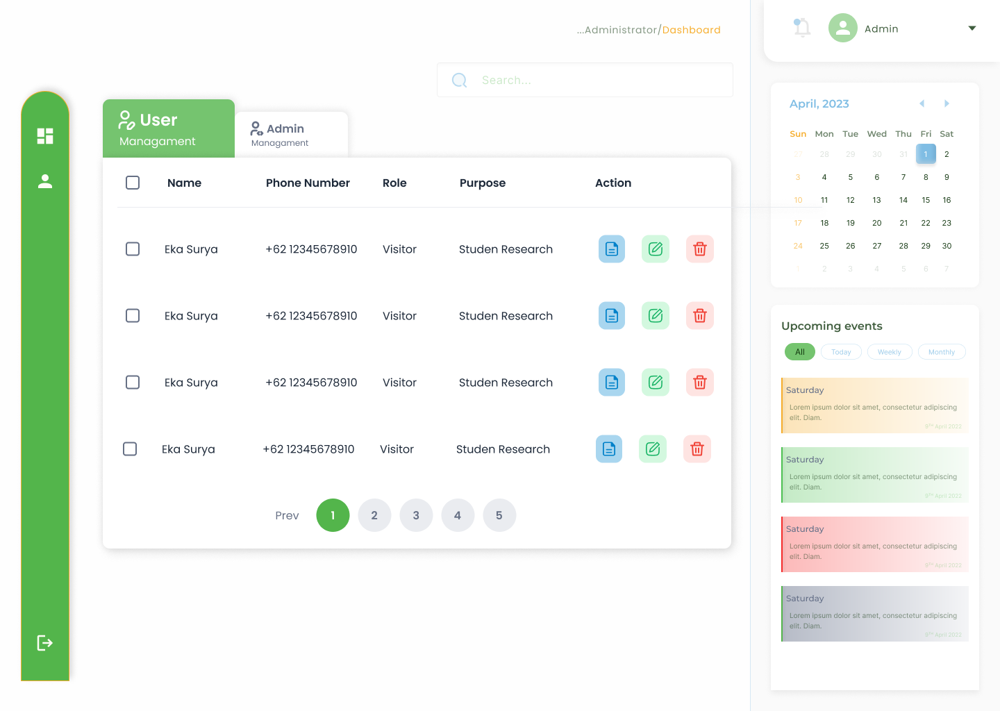 ...Administrator/Dashboard
Search...
User
Managament
Admin
Managament
Name Phone Number Role Purpose Action
Eka Surya +62 12345678910 Visitor Studen Research
Eka Surya +62 12345678910 Visitor Studen Research
Eka Surya +62 12345678910 Visitor Studen Research
Eka Surya +62 12345678910 Visitor Studen Research
Prev 1 2 3 4 5
Admin
April, 2023
Sun Mon Tue Wed Thu Fri Sat
27 28 29 30 31 1 2
3 4 5 6 7 8 9
10 11 12 13 14 15 16
17 18 19 20 21 22 23
24 25 26 27 28 29 30
1 2 3 4 5 6 7
Upcoming events
All Today Weekly Monthly
Saturday
Lorem ipsum dolor sit amet, consectetur adipiscing
elit. Diam.
9TH April 2022
Saturday
Lorem ipsum dolor sit amet, consectetur adipiscing
elit. Diam.
9TH April 2022
Saturday
Lorem ipsum dolor sit amet, consectetur adipiscing
elit. Diam.
9TH April 2022
Saturday
Lorem ipsum dolor sit amet, consectetur adipiscing
elit. Diam.
9TH April 2022